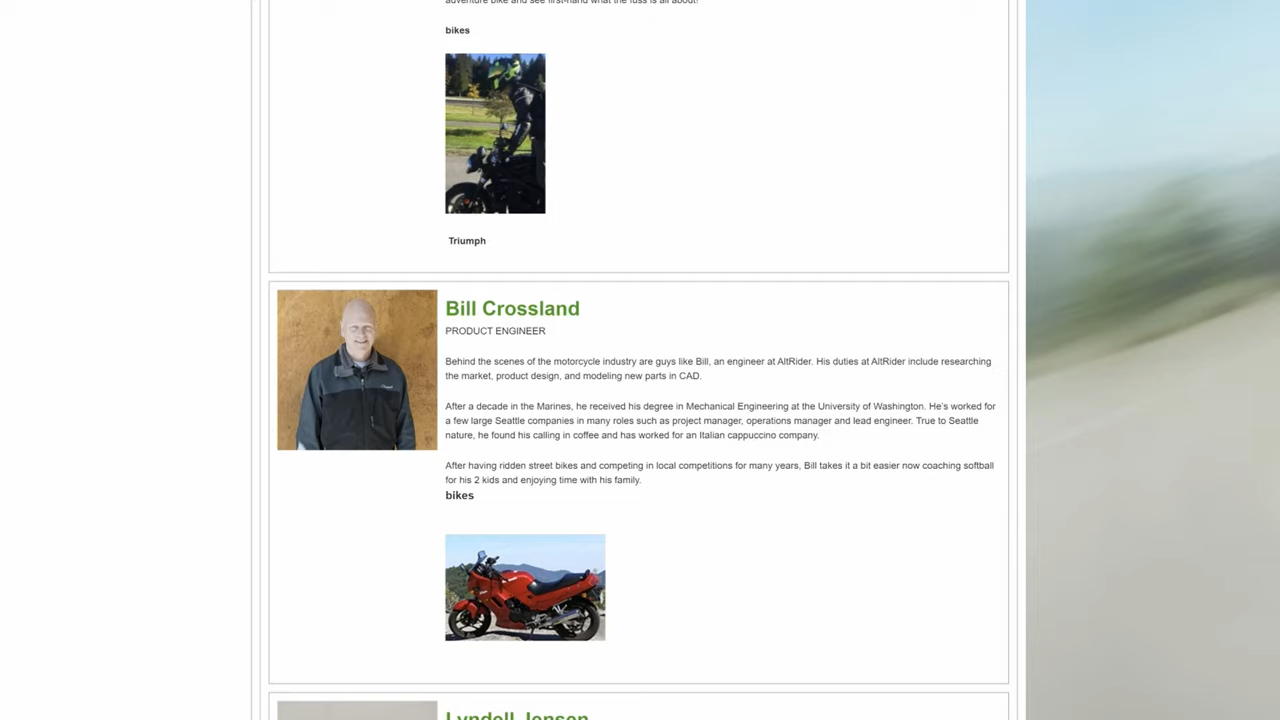 adventure bike and see first-hand what the fuss is all about!
bikes
Triumph
Bill Crossland
PRODUCT ENGINEER
Behind the scenes of the motorcycle industry are guys like Bill, an engineer at AltRider. His duties at AltRider include researching
the market, product design, and modeling new parts in CAD.
After a decade in the Marines, he received his degree in Mechanical Engineering at the University of Washington. He's worked for
a few large Seattle companies in many roles such as project manager, operations manager and lead engineer. True to Seattle
nature, he found his calling in coffee and has worked for an Italian cappuccino company.
After having ridden street bikes and competing in local competitions for many years, Bill takes it a bit easier now coaching softball
for his 2 kids and enjoying time with his family.
bikes
Lyndell Jensen